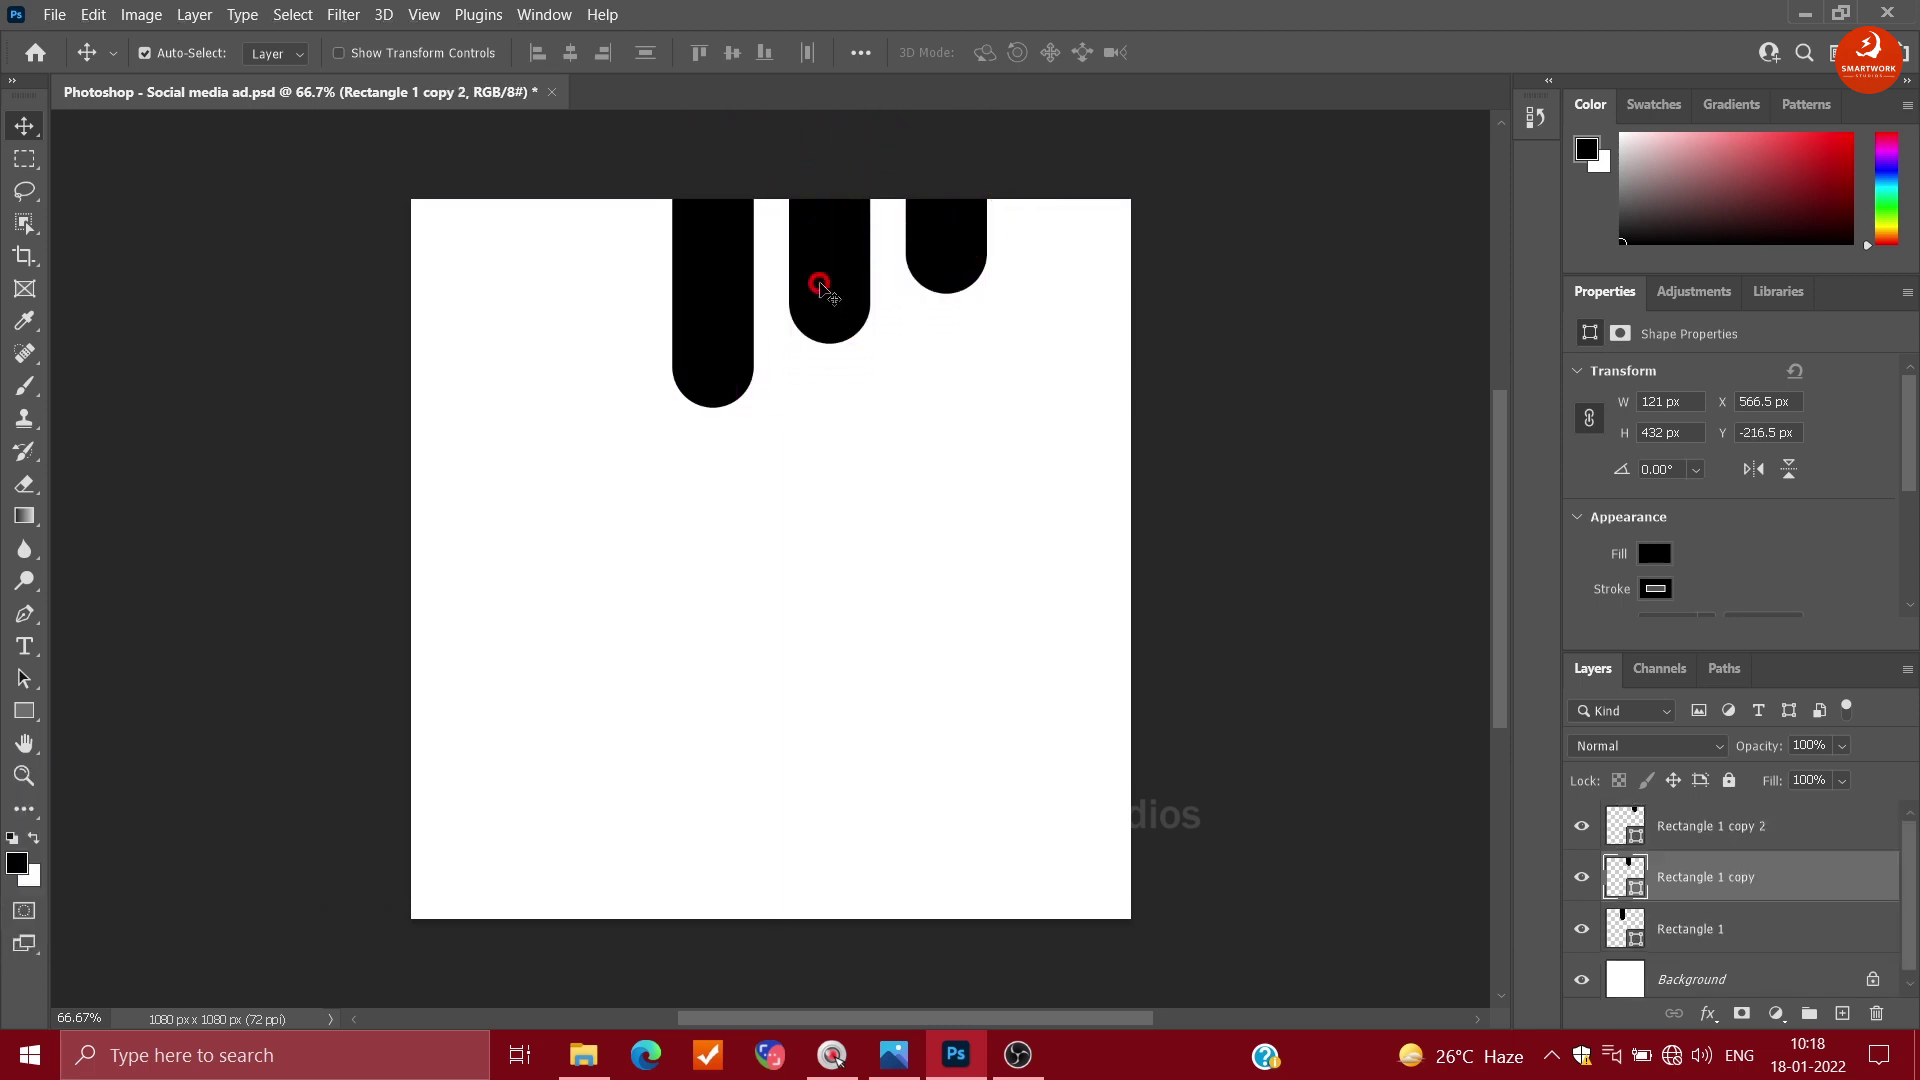 File Edit Image Layer Type Select Filter 3D View Plugins Window Help
Auto-Select: Layer Show Transform Controls 3D Mode:
SMARTWORK
STUDIOS
Photoshop - Social media ad.psd @ 66.7% (Rectangle 1 copy 2, RGB/8#) *
Color Swatches Gradients Patterns
Properties Adjustments Libraries
Shape Properties
Transform
W 121 px X 566.5 px
H 432 px Y -216.5 px
0.00°
Appearance
Fill
Stroke
Layers Channels Paths
Kind
Normal Opacity: 100%
Lock: Fill: 100%
dios
Rectangle 1 copy 2
Rectangle 1 copy
Rectangle 1
Background
66.67% 1080 px x 1080 px (72 ppi)
Type here to search
26°C Haze ENG 10:18
18-01-2022